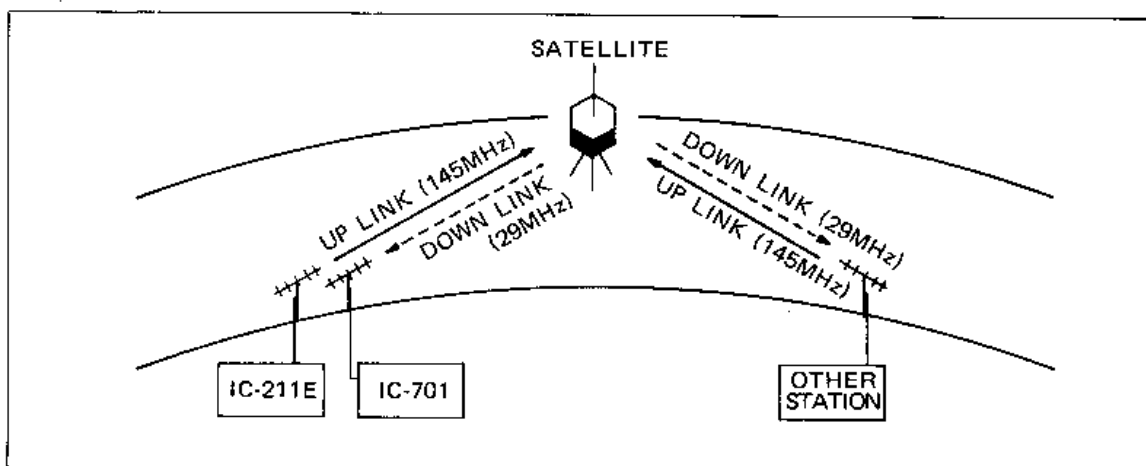 SATELLITE
UP LINK (145MHz)
DOWN LINK
(29MHz)
DOWN LINK (29MHz)
UP LINK (145MHz)
IC-211E
IC-701
OTHER
STATION